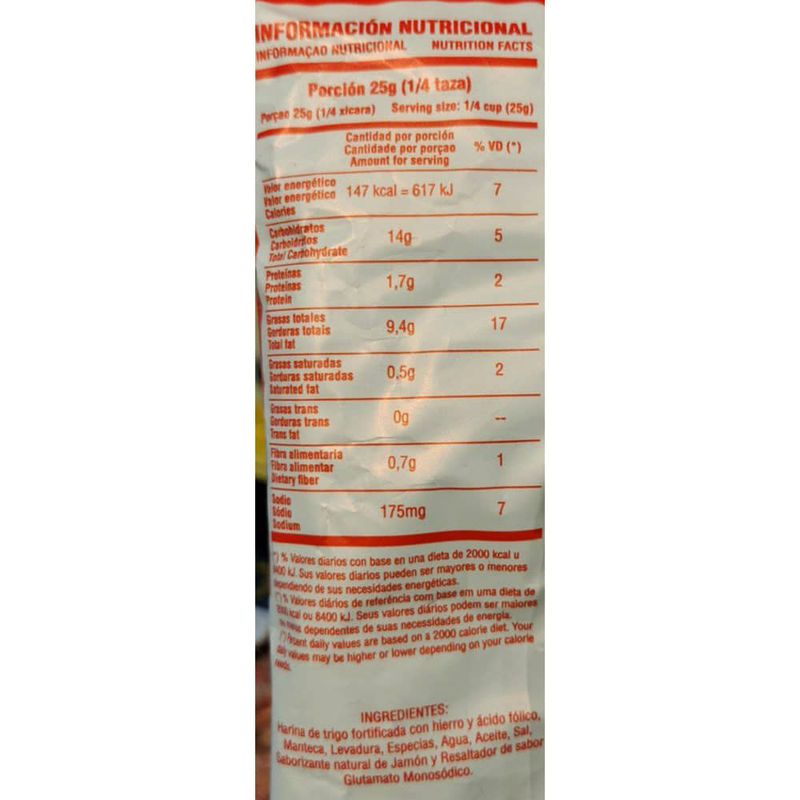 INFORMACIÓN NUTRICIONAL
INFORMAÇAO NUTRICIONAL NUTRITION FACTS
Porción 25g (1/4 taza)
Porçao 25g (1/4 xicara) Serving size: 1/4 cup (25g)
Cantidad por porción
Cantidade por porçao % VD (*)
Amount for serving
Valor energético
Valor energético 147 kcal = 617 kJ 7
Calories
Carbohidratos
Carboidritos 14g 5
Total Carbohydrate
Proteínas
Proteínas 1,7g 2
Protein
Grasas totales
Gorduras totais 9,4g 17
Total fat
Grasas saturadas
Gorduras saturadas 0,5g 2
Saturated fat
Grasas trans
Gorduras trans 0g --
Trans fat
Fibra alimentaria
Fibra alimentar 0,7g 1
Dietary fiber
Sodio
Sódio 175mg 7
Sodium
(*) % Valores diarios con base en una dieta de 2000 kcal u
8400 kJ. Sus valores diarios pueden ser mayores o menores
dependiendo de sus necesidades energéticas.
(*) % Valores diários de referência com base em uma dieta de
2000 kcal ou 8400 kJ. Seus valores diários podem ser maiores
ou menos dependentes de suas necessidades de energia.
(*) Percent daily values are based on a 2000 calorie diet. Your
daily values may be higher or lower depending on your calorie
needs.
INGREDIENTES:
Harina de trigo fortificada con hierro y ácido fólico,
Manteca, Levadura, Especias, Agua, Aceite, Sal,
Saborizante natural de Jamón y Resaltador de sabor
Glutamato Monosódico.